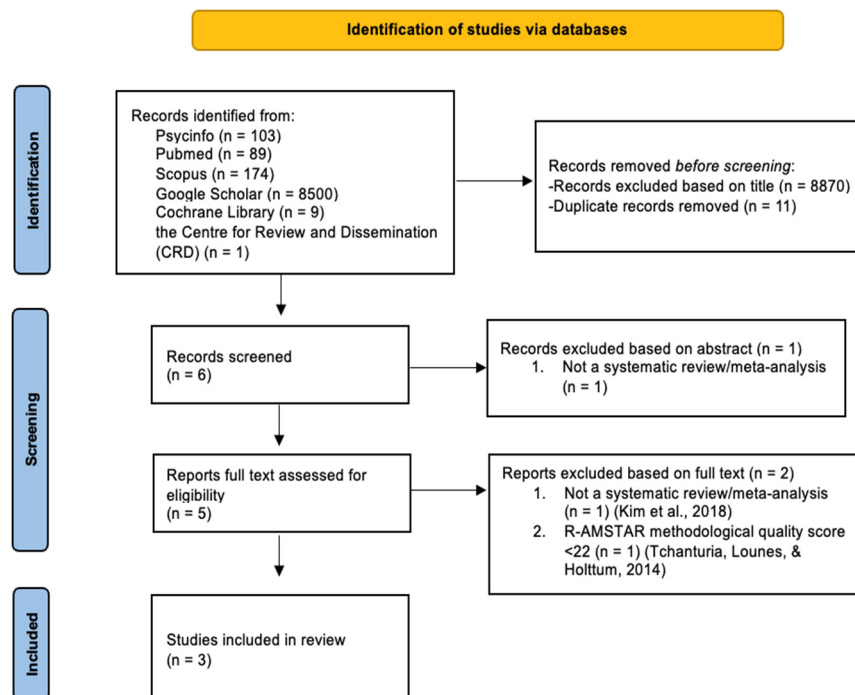 Identification of studies via databases
Identification
Records identified from:
Psycinfo (n = 103)
Pubmed (n = 89)
Scopus (n = 174)
Google Scholar (n = 8500)
Cochrane Library (n = 9)
the Centre for Review and Dissemination
(CRD) (n = 1)
Records removed before screening:
-Records excluded based on title (n = 8870)
-Duplicate records removed (n = 11)
Screening
Records screened
(n = 6)
Records excluded based on abstract (n = 1)
1. Not a systematic review/meta-analysis
(n = 1)
Reports full text assessed for
eligibility
(n = 5)
Reports excluded based on full text (n = 2)
1. Not a systematic review/meta-analysis
(n = 1) (Kim et al., 2018)
2. R-AMSTAR methodological quality score
<22 (n = 1) (Tchanturia, Lounes, &
Holttum, 2014)
Included
Studies included in review
(n = 3)